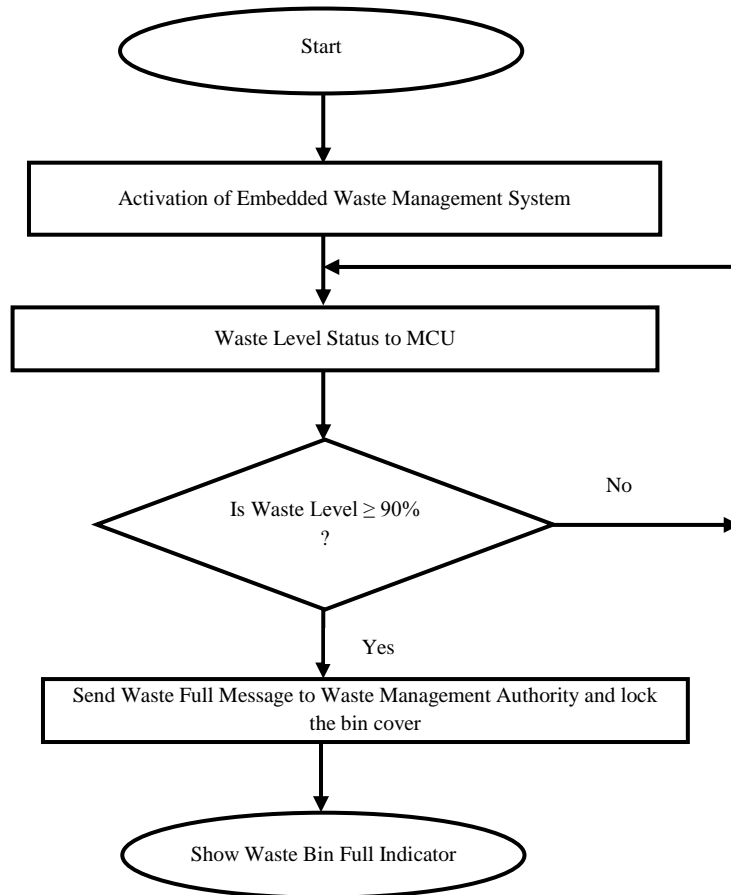 Start
Activation of Embedded Waste Management System
Waste Level Status to MCU
Is Waste Level ≥ 90%
?
No
Yes
Send Waste Full Message to Waste Management Authority and lock
the bin cover
Show Waste Bin Full Indicator